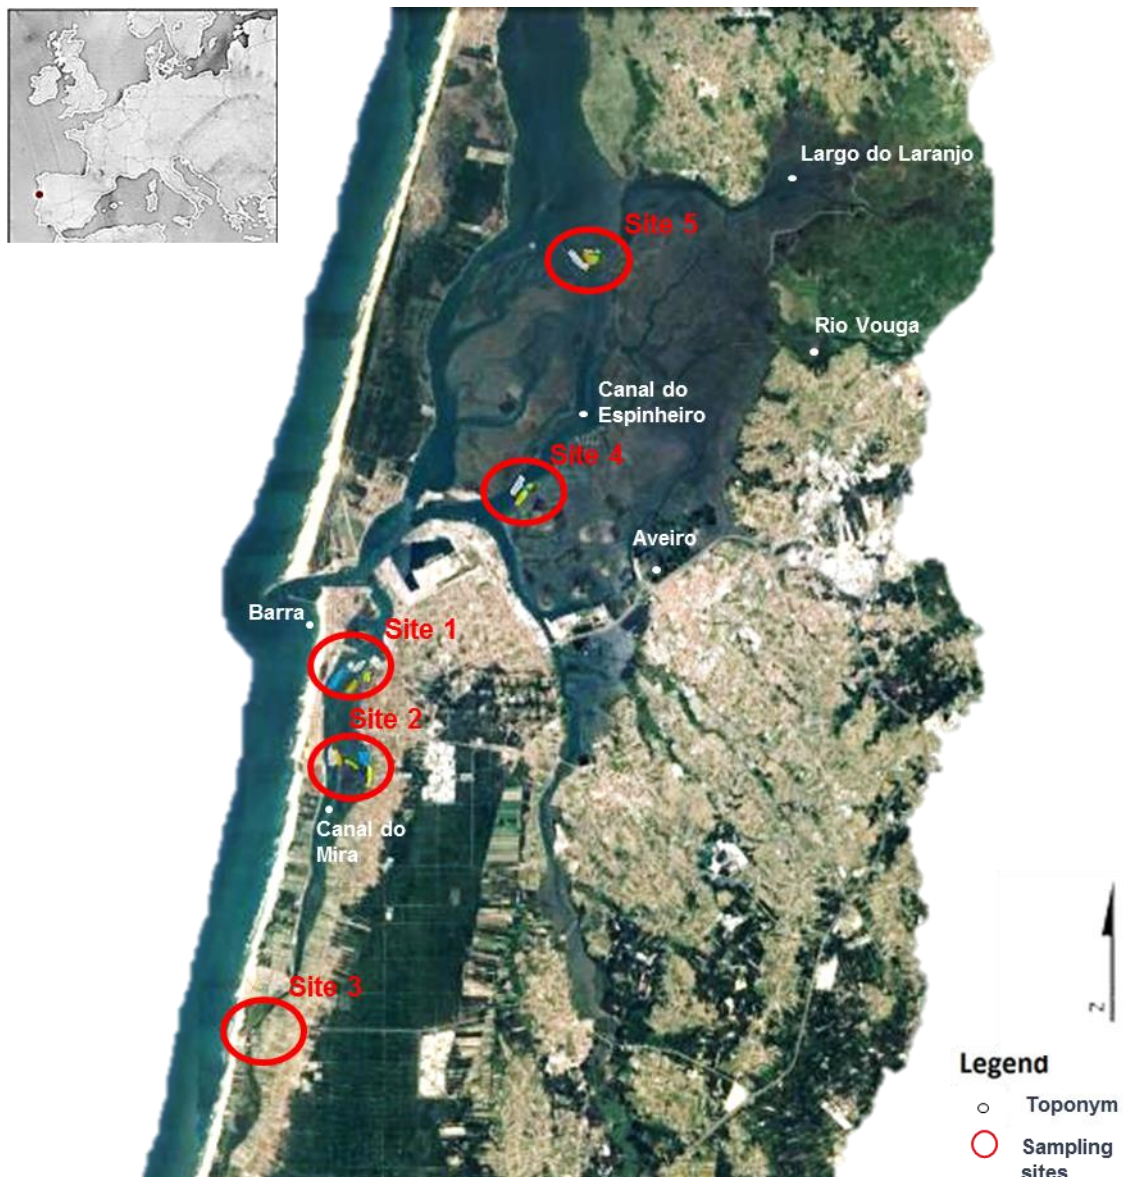 Largo do Laranjo
Site 5
Rio Vouga
Canal do
Espinheiro
Site 4
Aveiro
Barra
Site 1
Site 2
Canal do
Mira
Site 3
N
Legend
Toponym
Sampling
sites